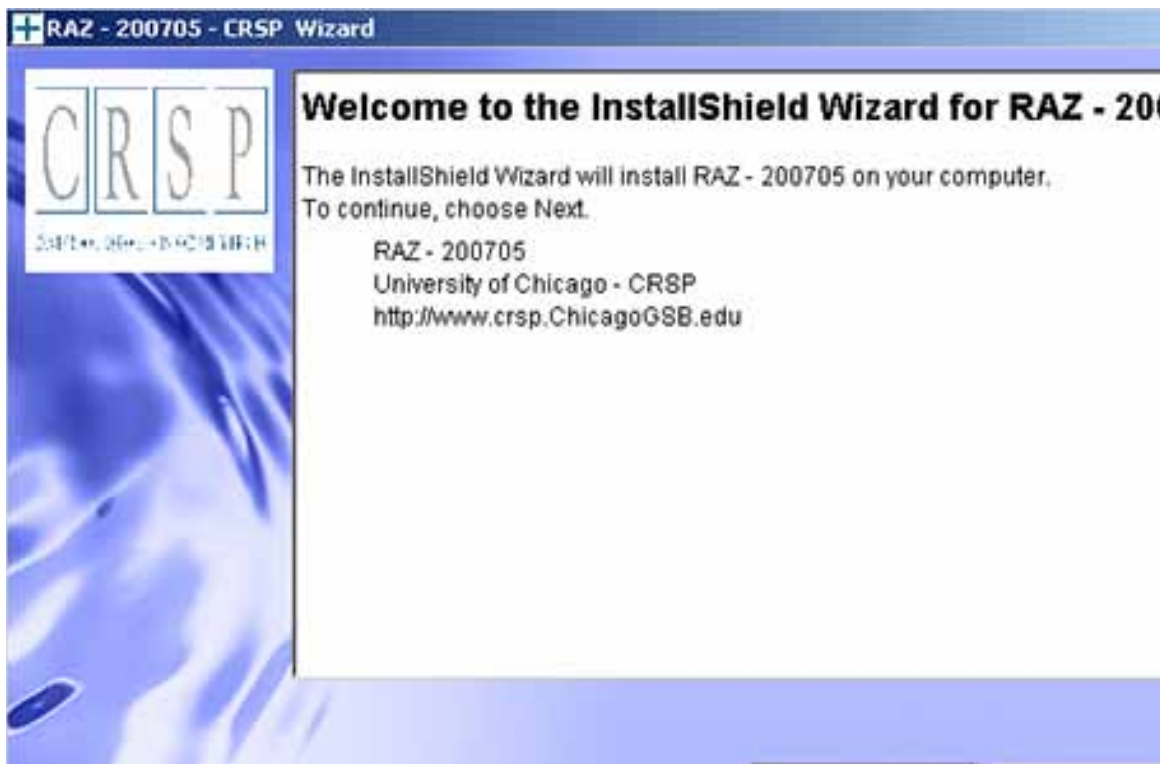 RAZ - 200705 - CRSP Wizard
CRSP
Welcome to the InstallShield Wizard for RAZ - 20
The InstallShield Wizard will install RAZ - 200705 on your computer.
To continue, choose Next.
RAZ - 200705
University of Chicago - CRSP
http://www.crsp.ChicagoGSB.edu